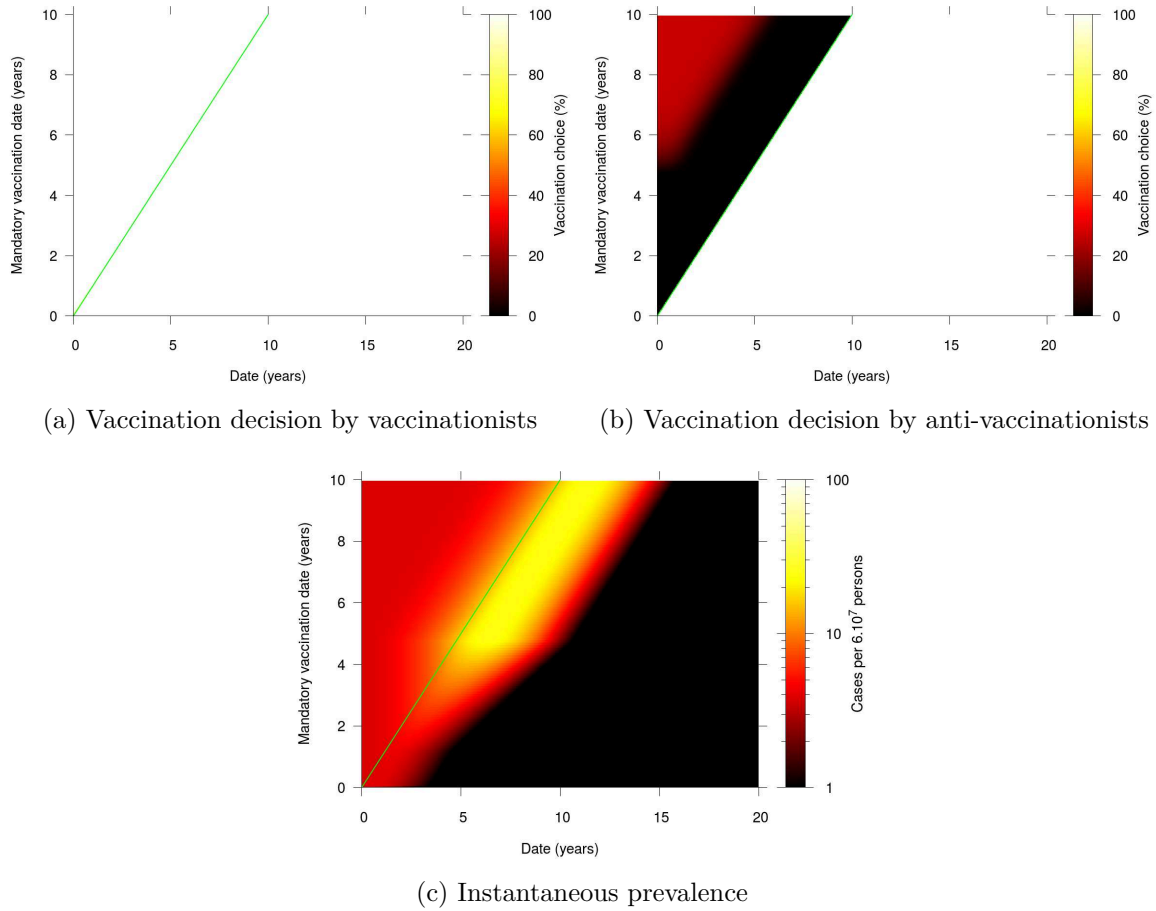 10
8
6
4
2
0
Mandatory vaccination date (years)
0 5 10 15 20
Date (years)
100
80
60
40
20
0
Vaccination choice (%)
(a) Vaccination decision by vaccinationists
10
8
6
4
2
0
Mandatory vaccination date (years)
0 5 10 15 20
Date (years)
100
80
60
40
20
0
Vaccination choice (%)
(b) Vaccination decision by anti-vaccinationists
10
8
6
4
2
0
Mandatory vaccination date (years)
0 5 10 15 20
Date (years)
100
10
1
Cases per 6.10⁷ persons
(c) Instantaneous prevalence